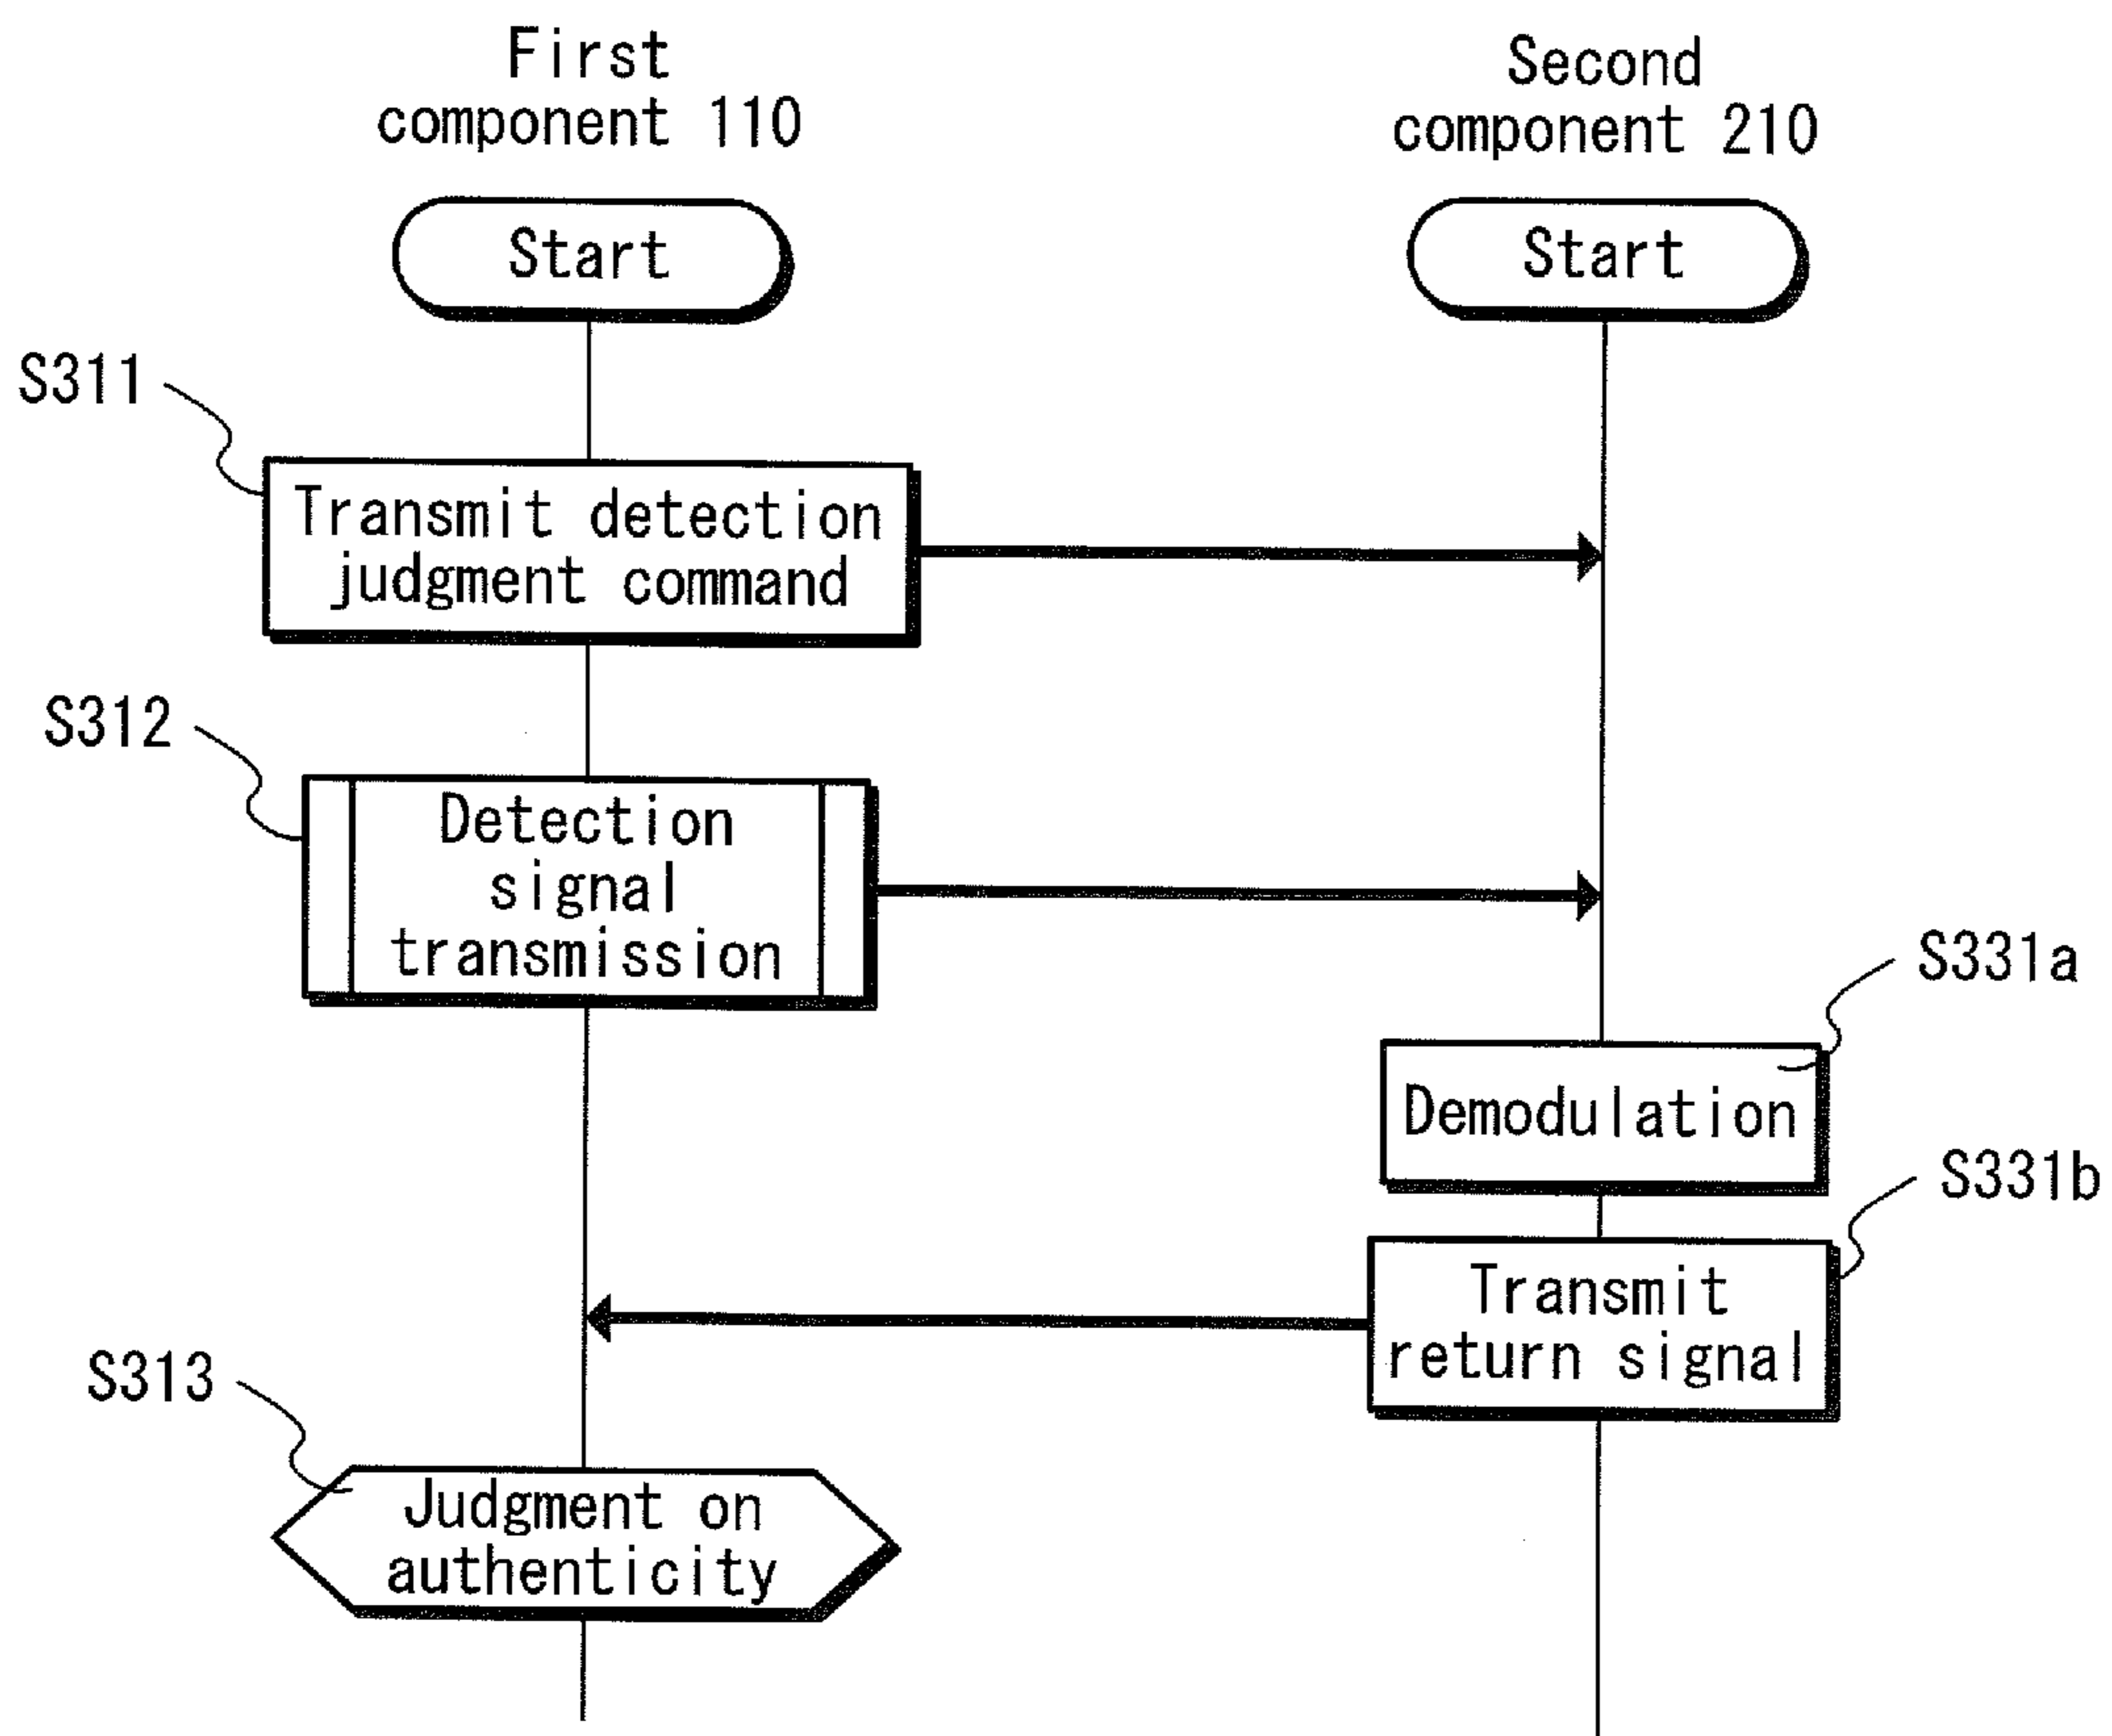 First
component 110
Second
component 210
Start
Start
S311
Transmit detection
judgment command
S312
Detection
signal
transmission
S331a
Demodulation
S331b
Transmit
return signal
S313
Judgment on
authenticity